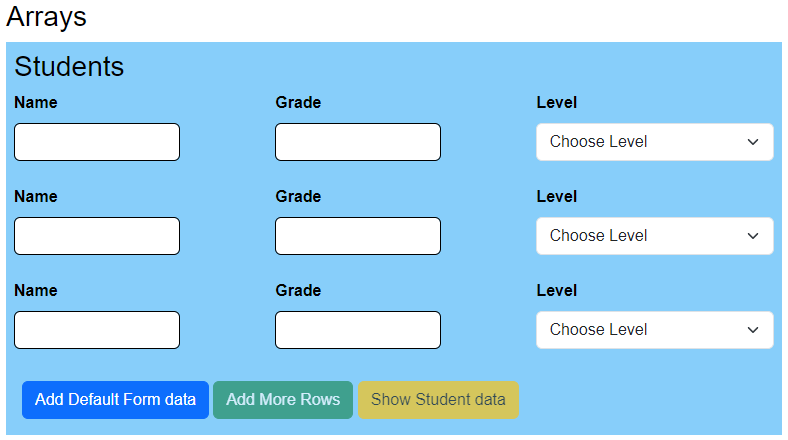 Arrays
Students
Name Grade Level
Choose Level
Name Grade Level
Choose Level
Name Grade Level
Choose Level
Add Default Form data Add More Rows Show Student data